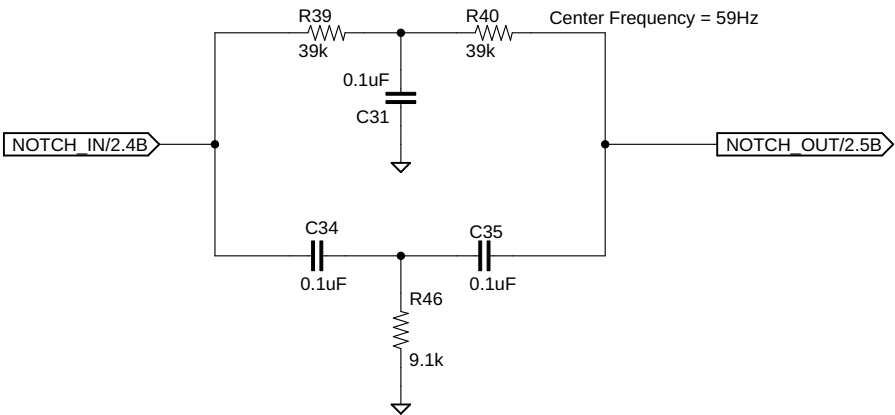 R39
R40
Center Frequency = 59Hz
39k
39k
0.1uF
C31
NOTCH_IN/2.4B
NOTCH_OUT/2.5B
C34
C35
0.1uF
0.1uF
R46
9.1k